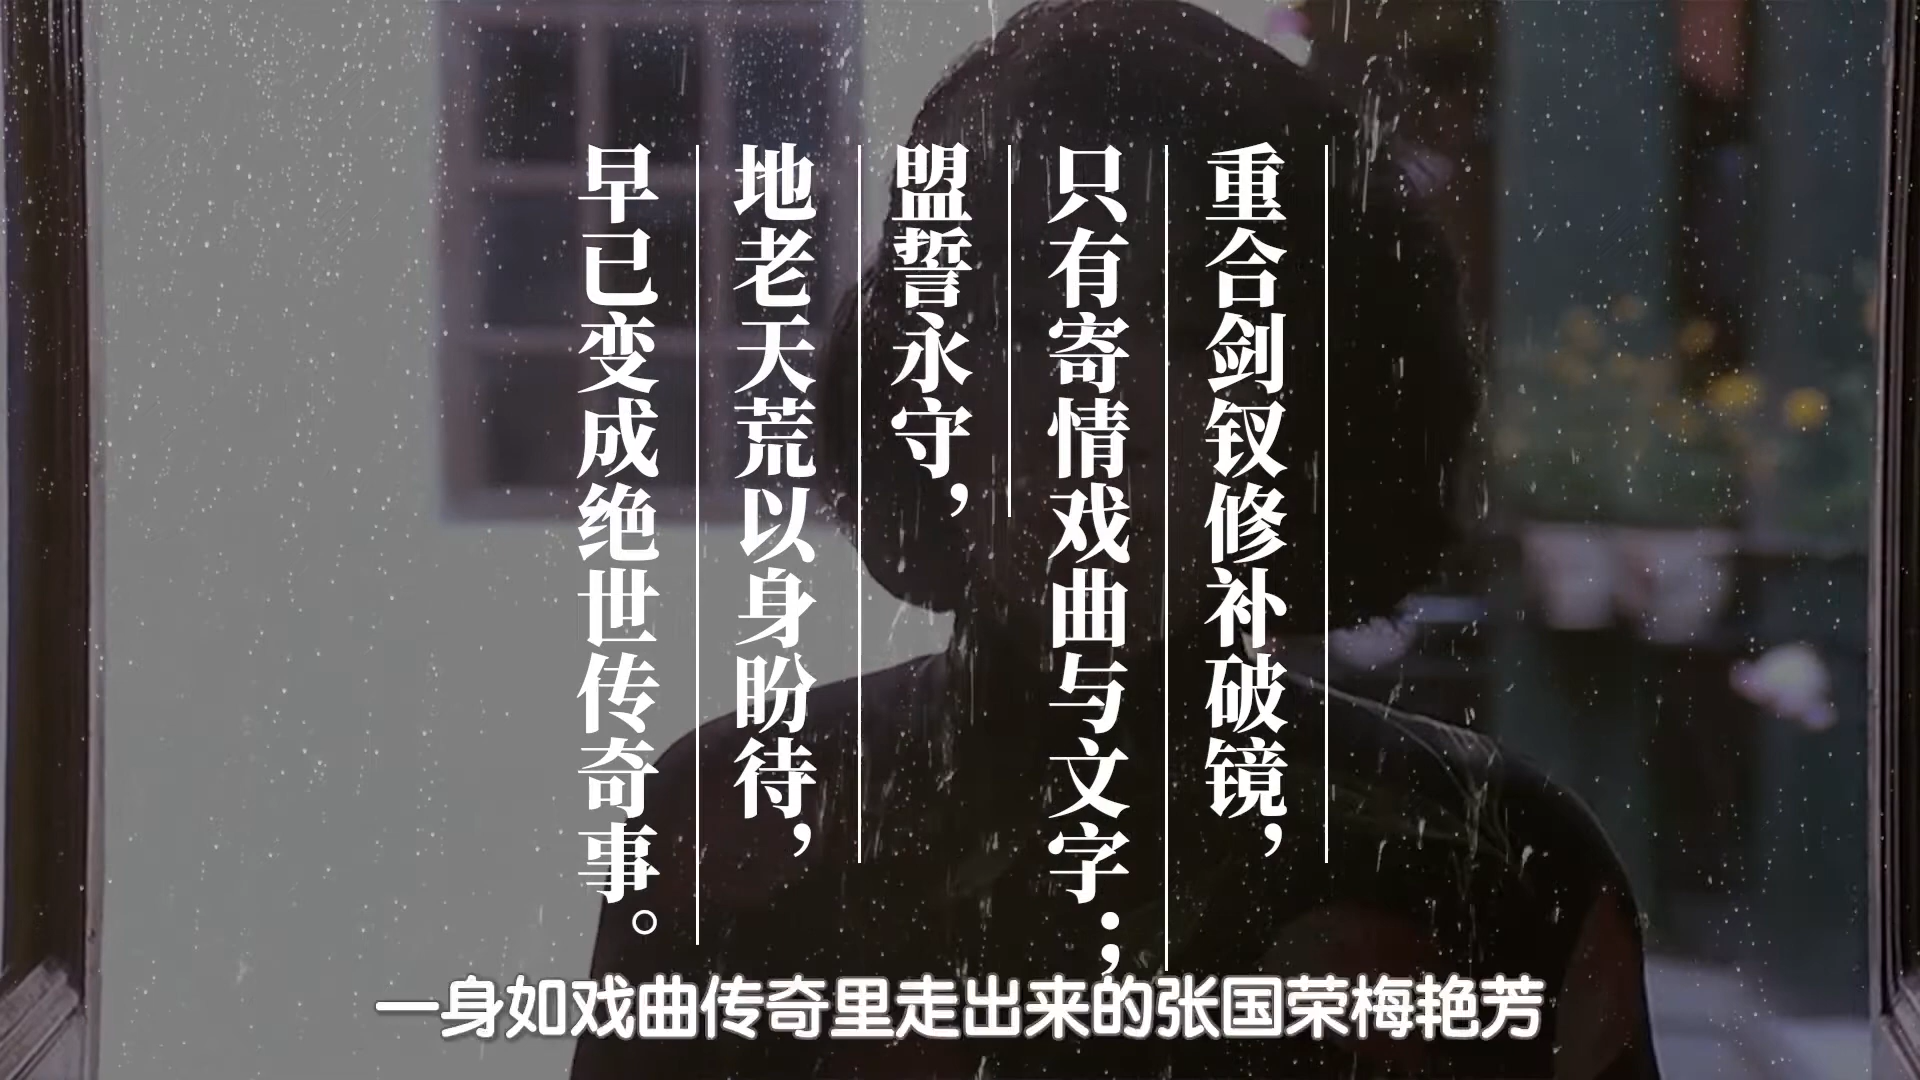 重合剑钗修补破镜，
只有寄情戏曲与文字；
盟誓永守，
地老天荒以身盼待，
早已变成绝世传奇事。
一身如戏曲传奇里走出来的张国荣梅艳芳